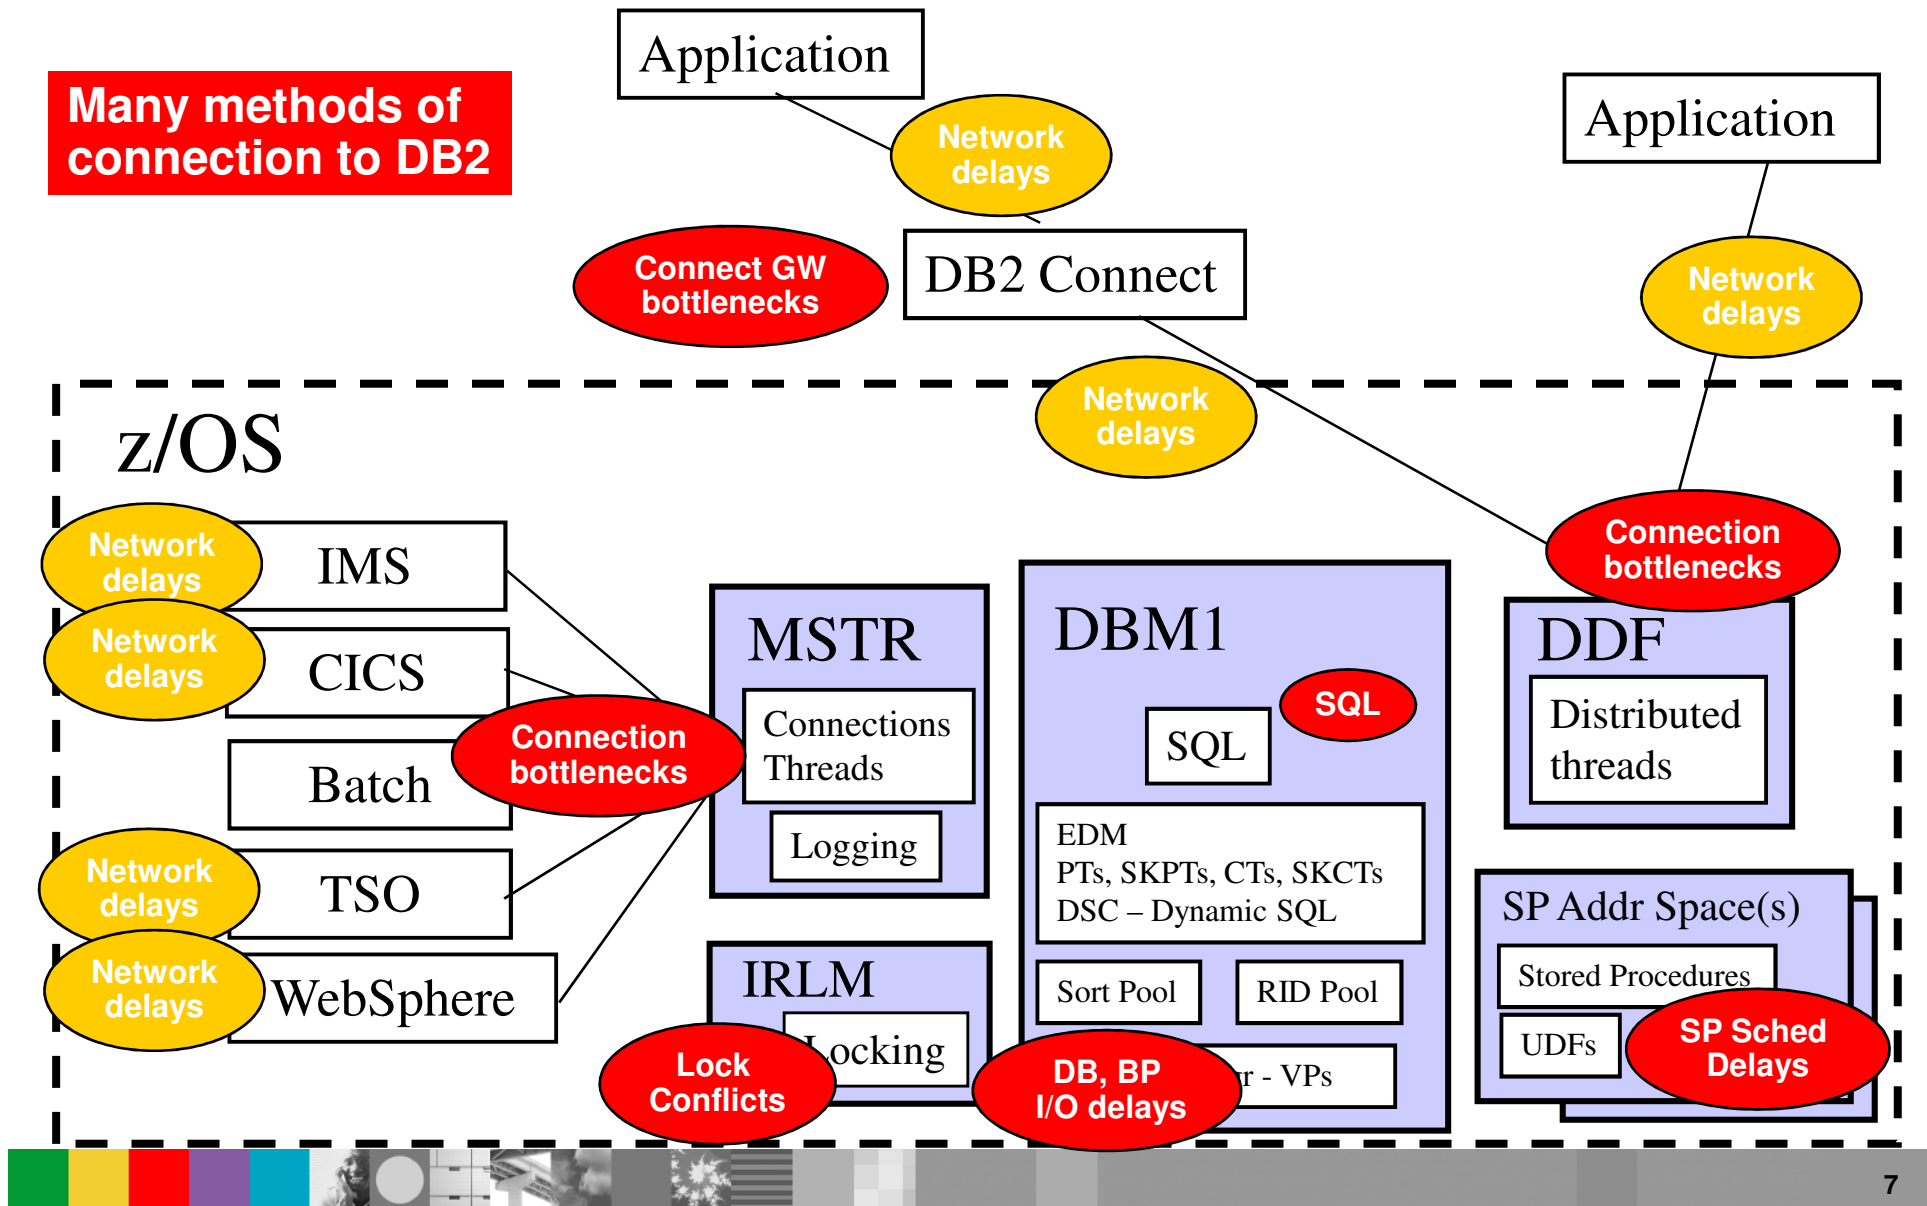 Many methods of
connection to DB2
Application
Application
Network
delays
Connect GW
bottlenecks
DB2 Connect
Network
delays
Network
delays
z/OS
Network
delays
IMS
Connection
bottlenecks
Network
delays
CICS
Batch
Connection
bottlenecks
Network
delays
TSO
Network
delays
WebSphere
MSTR
Connections
Threads
Logging
IRLM
Locking
Lock
Conflicts
DBM1
SQL
SQL
EDM
PTs, SKPTs, CTs, SKCTs
DSC – Dynamic SQL
Sort Pool
RID Pool
DB, BP
I/O delays
- VPs
DDF
Distributed
threads
SP Addr Space(s)
Stored Procedures
UDFs
SP Sched
Delays
7